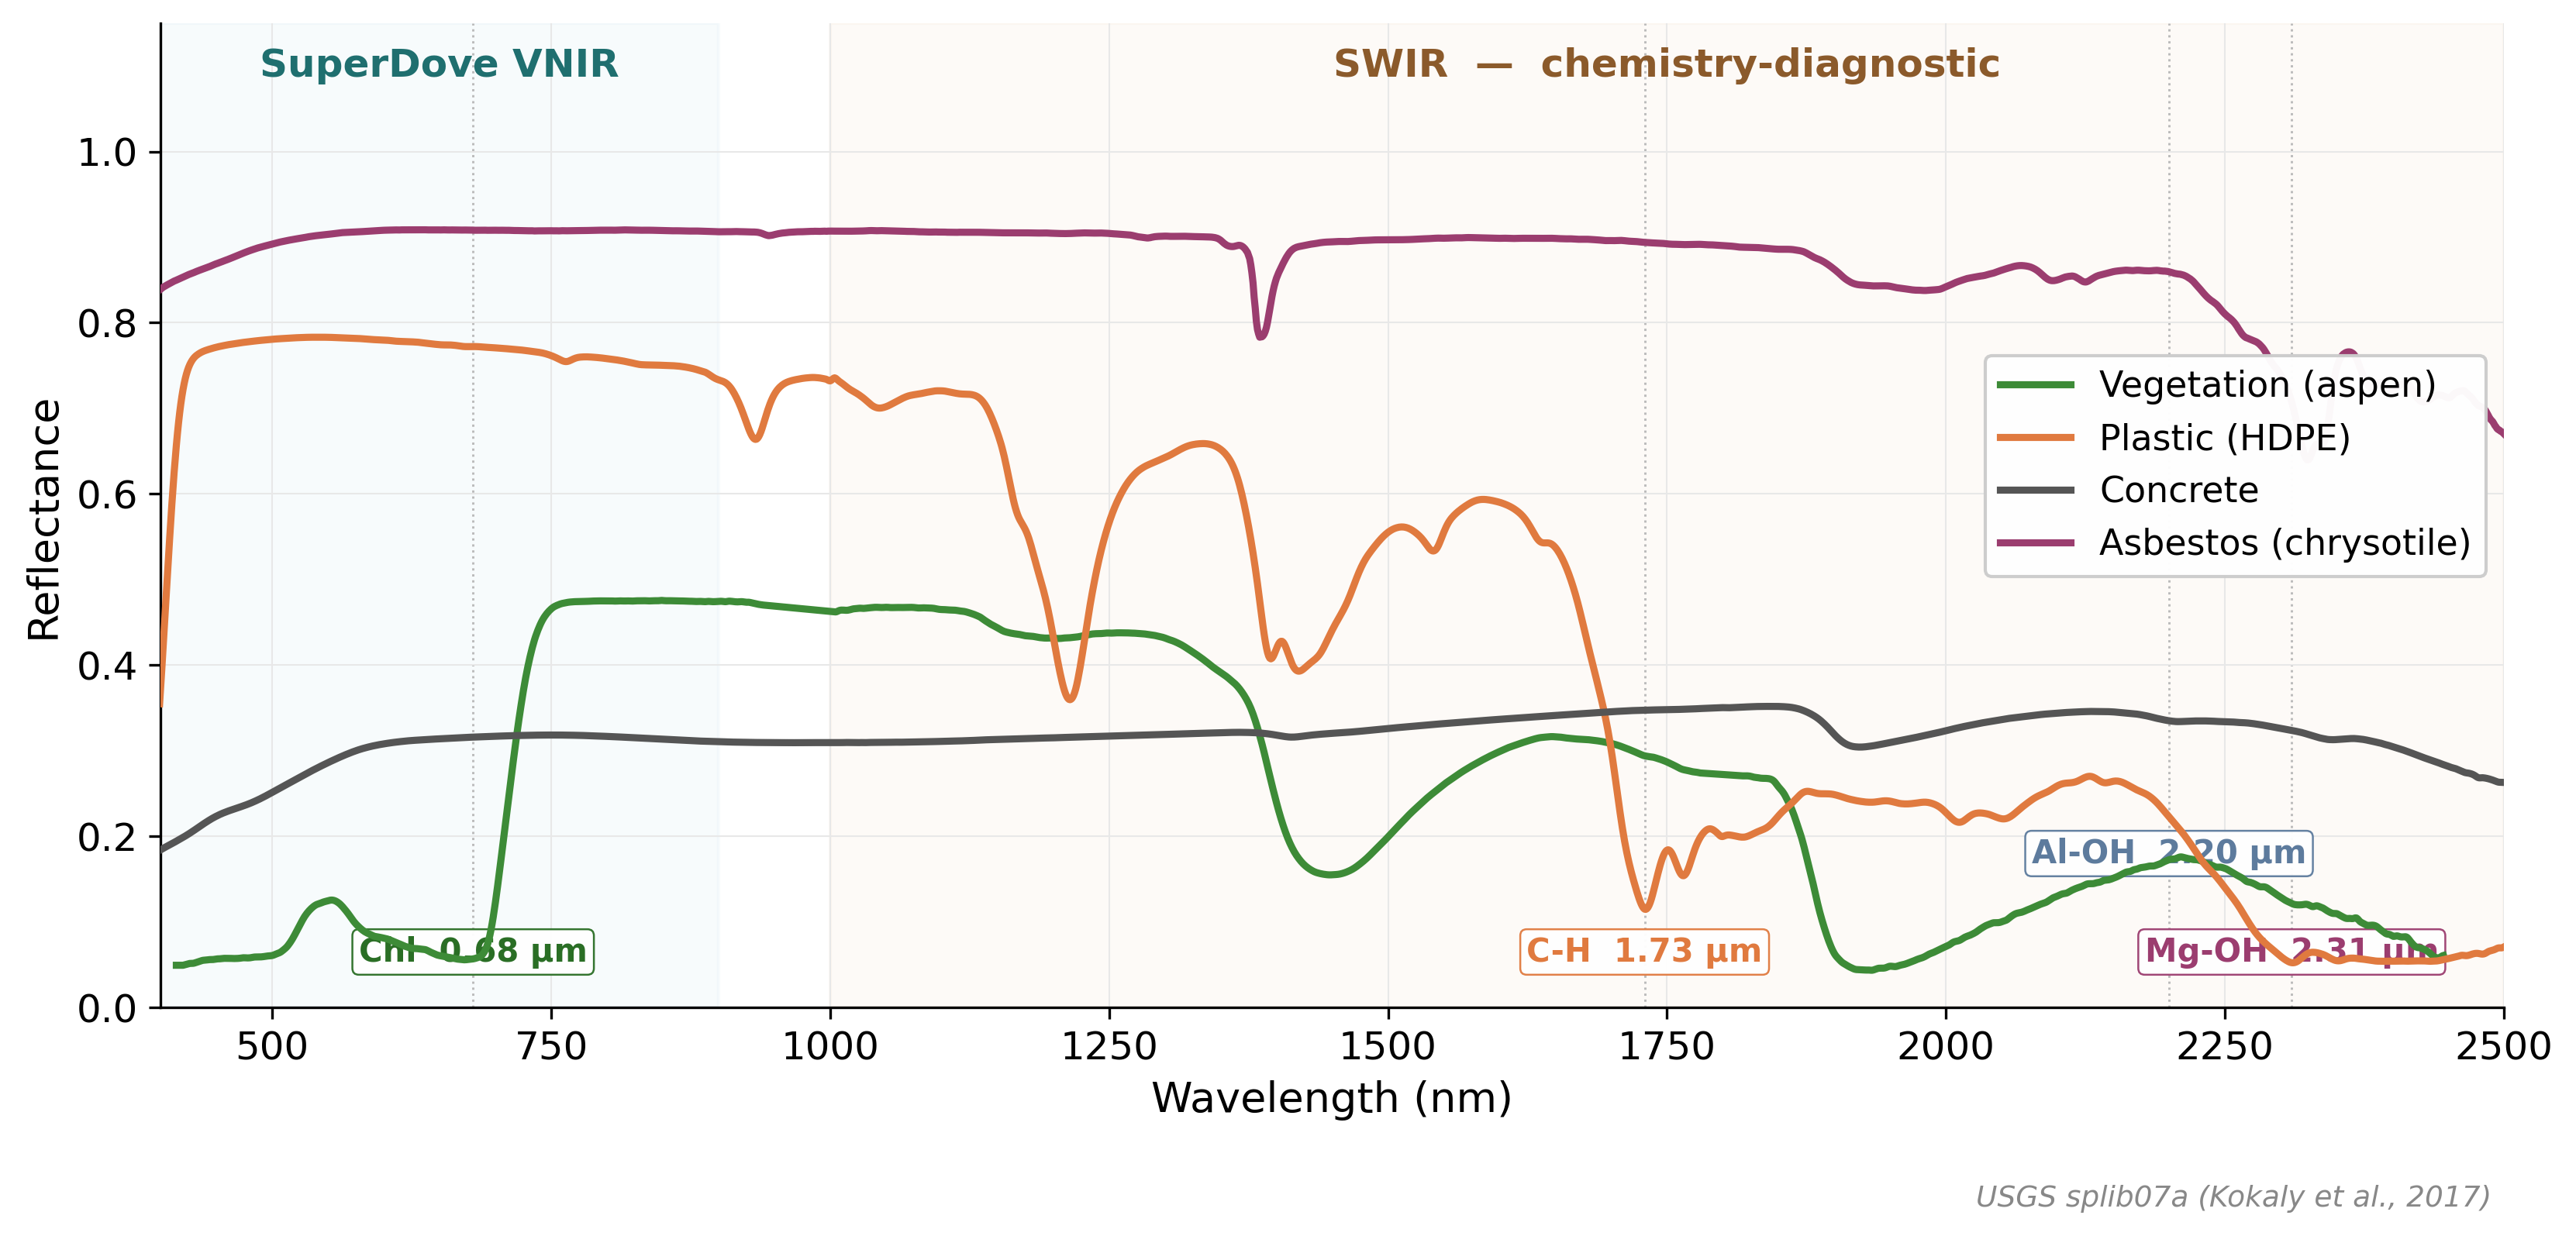 SuperDove VNIR
SWIR — chemistry-diagnostic
Reflectance
1.0
0.8
0.6
0.4
0.2
0.0
Vegetation (aspen)
Plastic (HDPE)
Concrete
Asbestos (chrysotile)
Al-OH 2.20 µm
Chl 0.68 µm
C-H 1.73 µm
Mg-OH 2.31 µm
500 750 1000 1250 1500 1750 2000 2250 2500
Wavelength (nm)
USGS splib07a (Kokaly et al., 2017)